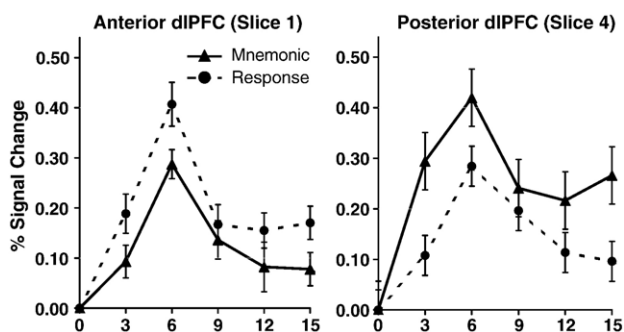 Anterior dlPFC (Slice 1)
Posterior dlPFC (Slice 4)
% Signal Change
0.50
0.40
0.30
0.20
0.10
0.00
Mnemonic
Response
0 3 6 9 12 15
0.50
0.40
0.30
0.20
0.10
0.00
0 3 6 9 12 15